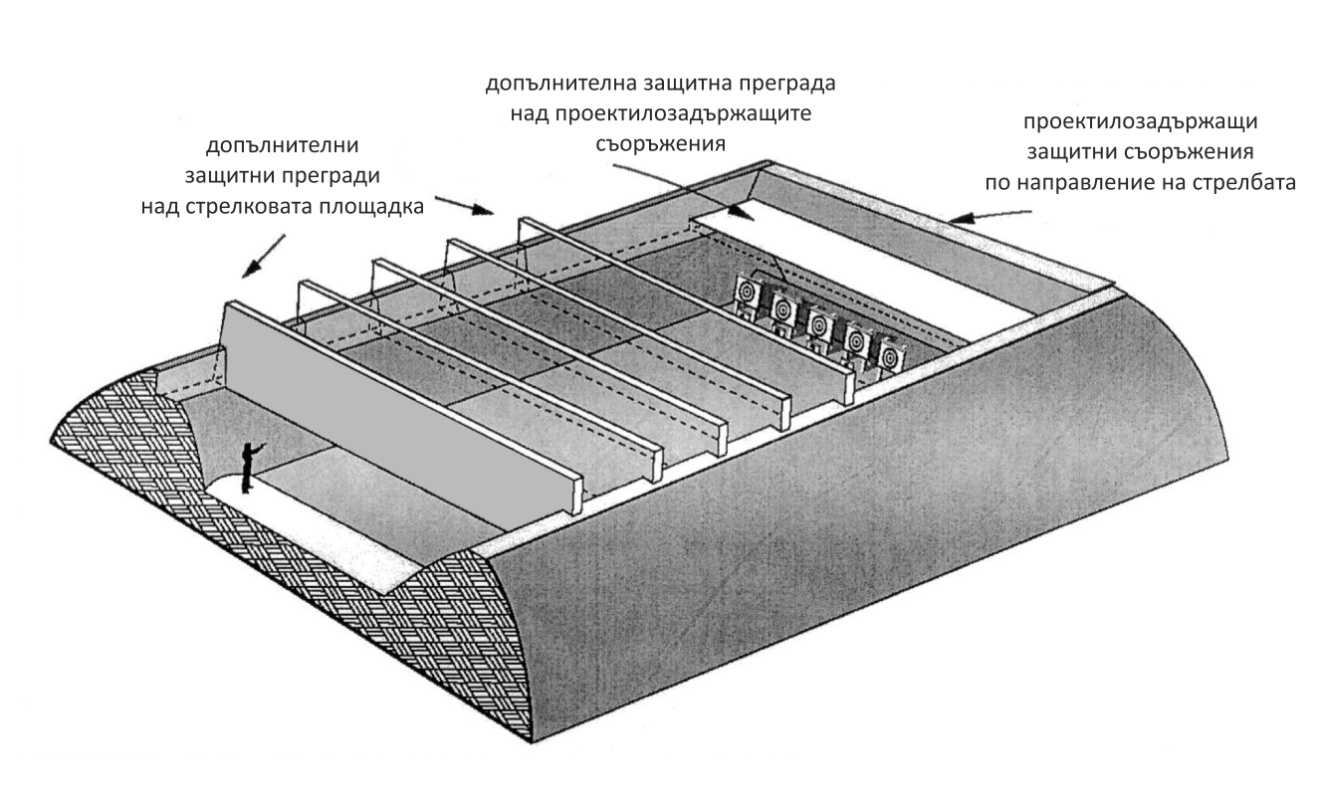 допълнителна защитна преграда
над проектилозадържащите
съоръжения
проектилозадържащи
защитни съоръжения
по направление на стрелбата
допълнителни
защитни прегради
над стрелковата площадка